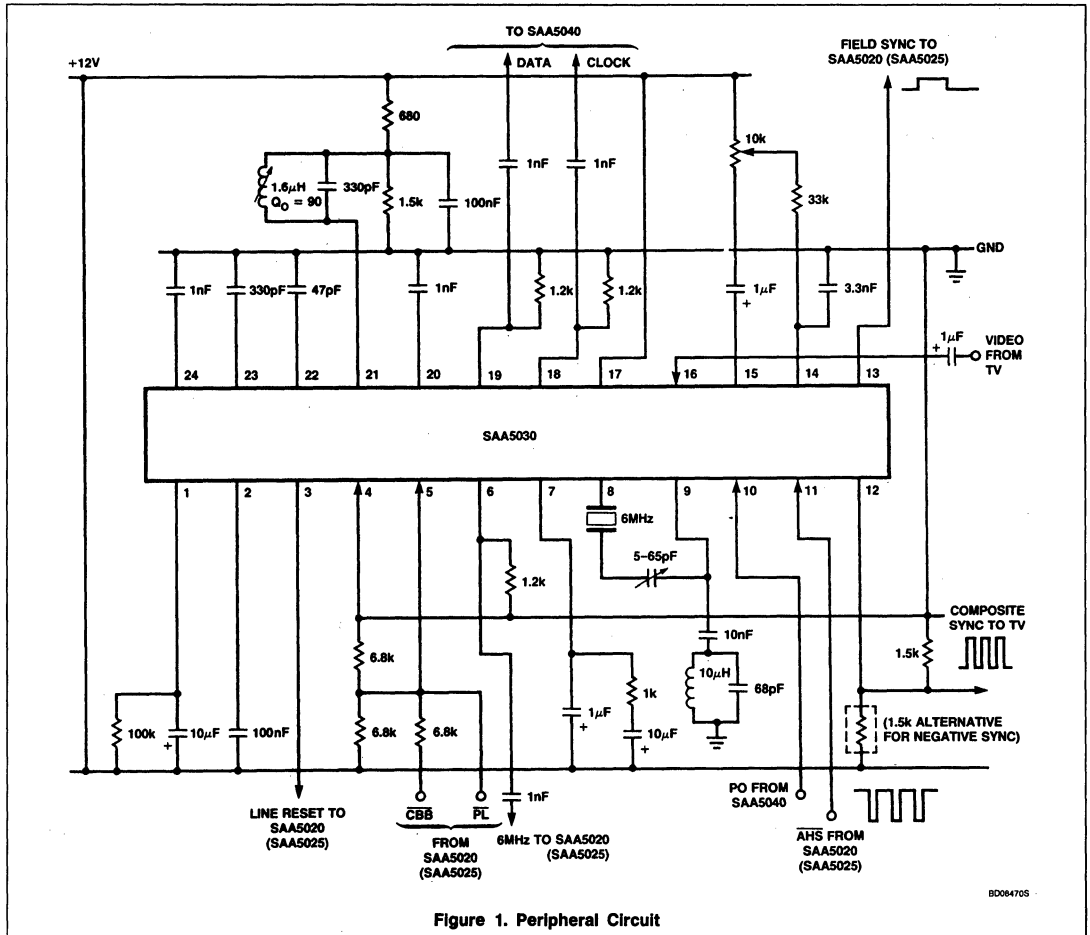 TO SAA5040
FIELD SYNC TO
SAA5020 (SAA5025)
+12V
DATA
CLOCK
680
10k
1nF
1nF
1.6μH
Q₀ = 90
330pF
1.5k
100nF
33k
GND
1nF
330pF
47pF
1nF
1.2k
1.2k
1μF
+
3.3nF
1μF
+
VIDEO
FROM
TV
24
23
22
21
20
19
18
17
16
15
14
13
SAA5030
1
2
3
4
5
6
7
8
9
10
11
12
6MHz
5–65pF
1.2k
COMPOSITE
SYNC TO TV
10nF
1.5k
6.8k
10μH
68pF
1k
100k
10μF
+
100nF
6.8k
6.8k
1μF
+
10μF
+
(1.5k ALTERNATIVE
FOR NEGATIVE SYNC)
1nF
PO FROM
SAA5040
LINE RESET TO
SAA5020
(SAA5025)
CBB
PL
FROM
SAA5020
(SAA5025)
6MHz TO SAA5020
(SAA5025)
AHS FROM
SAA5020
(SAA5025)
BD08470S
Figure 1. Peripheral Circuit